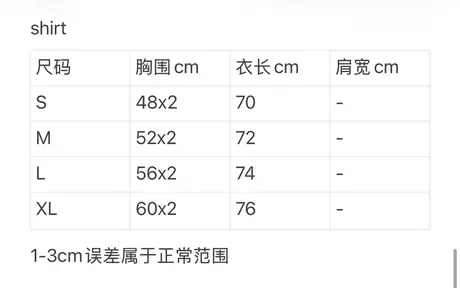 shirt
尺码 胸围cm 衣长cm 肩宽cm
S 48x2 70 -
M 52x2 72 -
L 56x2 74 -
XL 60x2 76 -
1-3cm误差属于正常范围